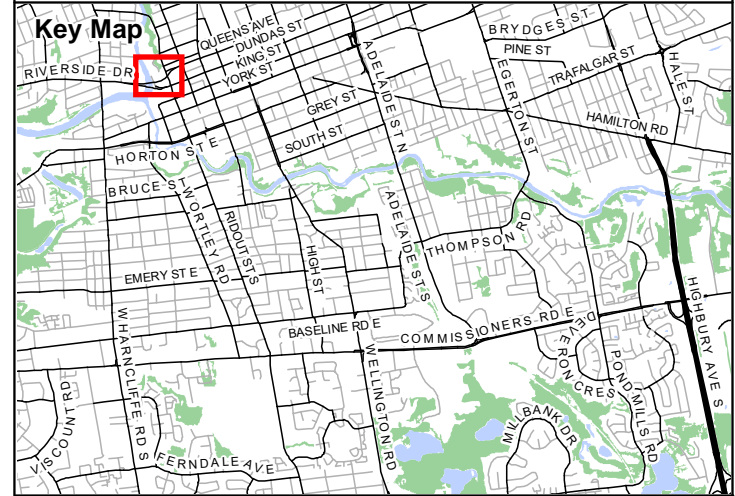 Key Map
QUEENS AVE
DUNDAS ST
KING ST
YORK ST
RIVERSIDE DR
BRYDGES ST
PINE ST
TRAFALGAR ST
HALE ST
ADELAIDE ST N
EGERTON ST
GREY ST
HAMILTON RD
SOUTH ST
HORTON ST E
BRUCE ST
WORTLEY RD
RIDOUT ST S
HIGH ST
ADELAIDE ST S
THOMPSON RD
EMERY ST E
HIGHBURY AVE S
BASELINE RD E
COMMISSIONERS RD E
DEVERON CRES
WHARNCLIFFE RD S
WELLINGTON RD
POND MILLS RD
VISCOUNT RD
MILLBANK DR
FERNDALE AVE